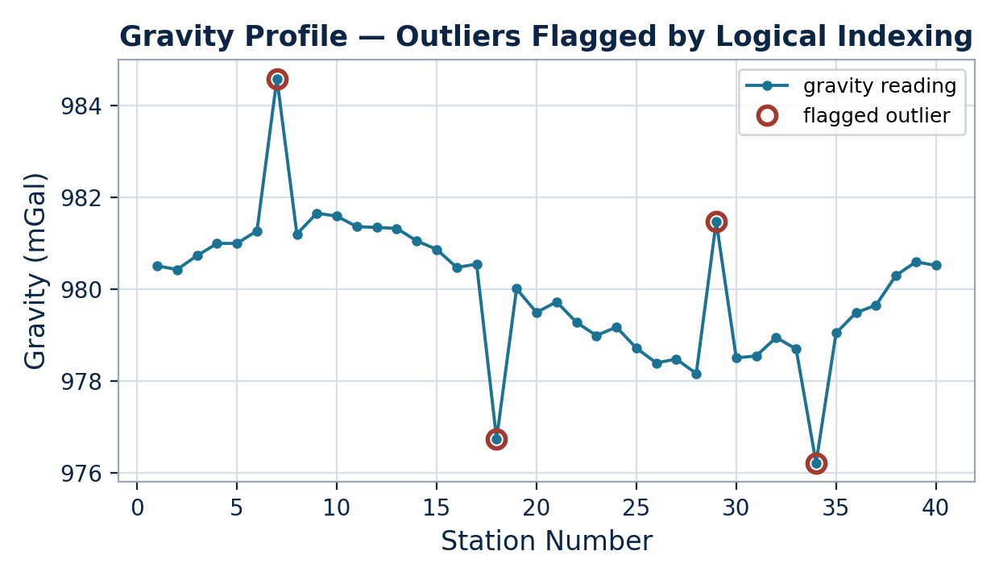 Gravity Profile — Outliers Flagged by Logical Indexing
gravity reading
flagged outlier
Gravity (mGal)
984
982
980
978
976
0 5 10 15 20 25 30 35 40
Station Number